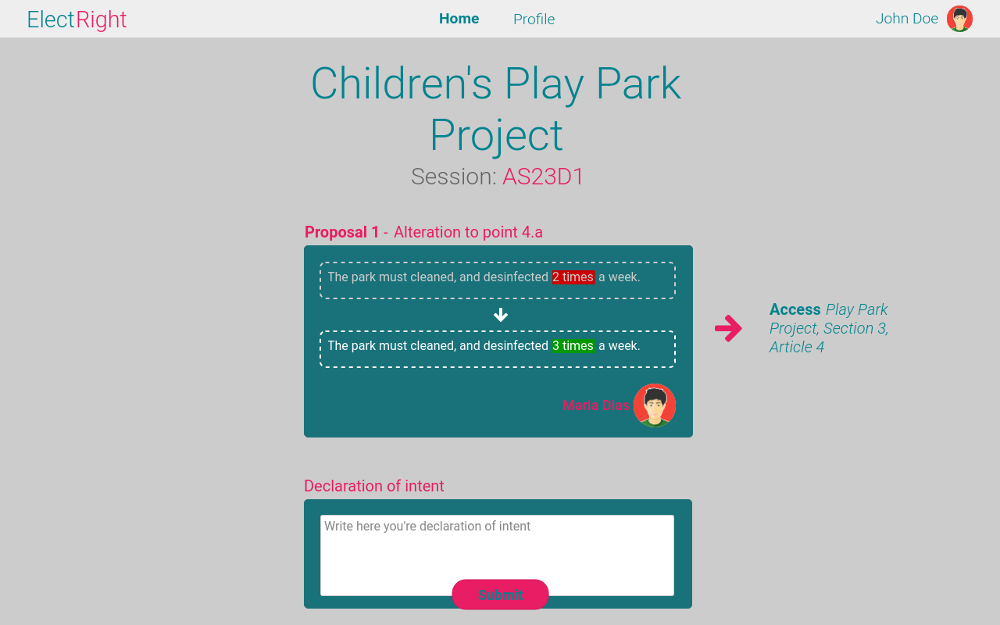 ElectRight
Home
Profile
John Doe
Children's Play Park
Project
Session: AS23D1
Proposal 1 - Alteration to point 4.a
The park must cleaned, and desinfected 2 times a week.
The park must cleaned, and desinfected 3 times a week.
Maria Dias
Access Play Park
Project, Section 3,
Article 4
Declaration of intent
Write here you're declaration of intent
Submit